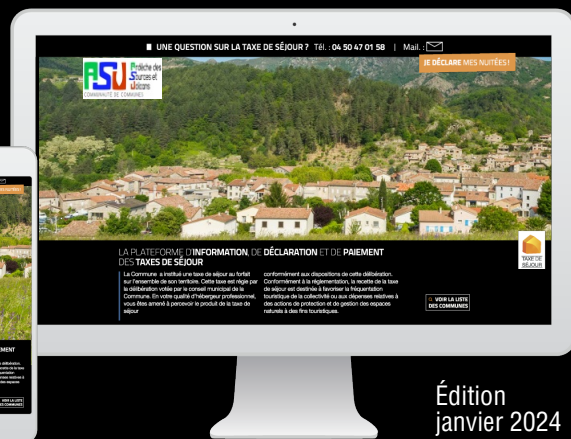 UNE QUESTION SUR LA TAXE DE SÉJOUR ? Tél. : 04 50 47 01 58 | Mail. :
JE DÉCLARE MES NUITÉES !
ASV
Ardèche des
Sources et
Volcans
COMMUNAUTÉ DE COMMUNES
LA PLATEFORME D'INFORMATION, DE DÉCLARATION ET DE PAIEMENT
DES TAXES DE SÉJOUR
La Commune a institué une taxe de séjour au forfait
sur l'ensemble de son territoire. Cette taxe est régie par
la délibération votée par le conseil municipal de la
Commune. En votre qualité d'hébergeur professionnel,
vous êtes amené à percevoir le produit de la taxe de
séjour
conformément aux dispositions de cette délibération.
Conformément à la réglementation, la recette de la taxe
de séjour est destinée à favoriser la fréquentation
touristique de la collectivité ou aux dépenses relatives à
des actions de protection et de gestion des espaces
naturels à des fins touristiques.
TAXE DE
SÉJOUR
VOIR LA LISTE
DES COMMUNES
VOIR LA LISTE
DES COMMUNES
Édition
janvier 2024